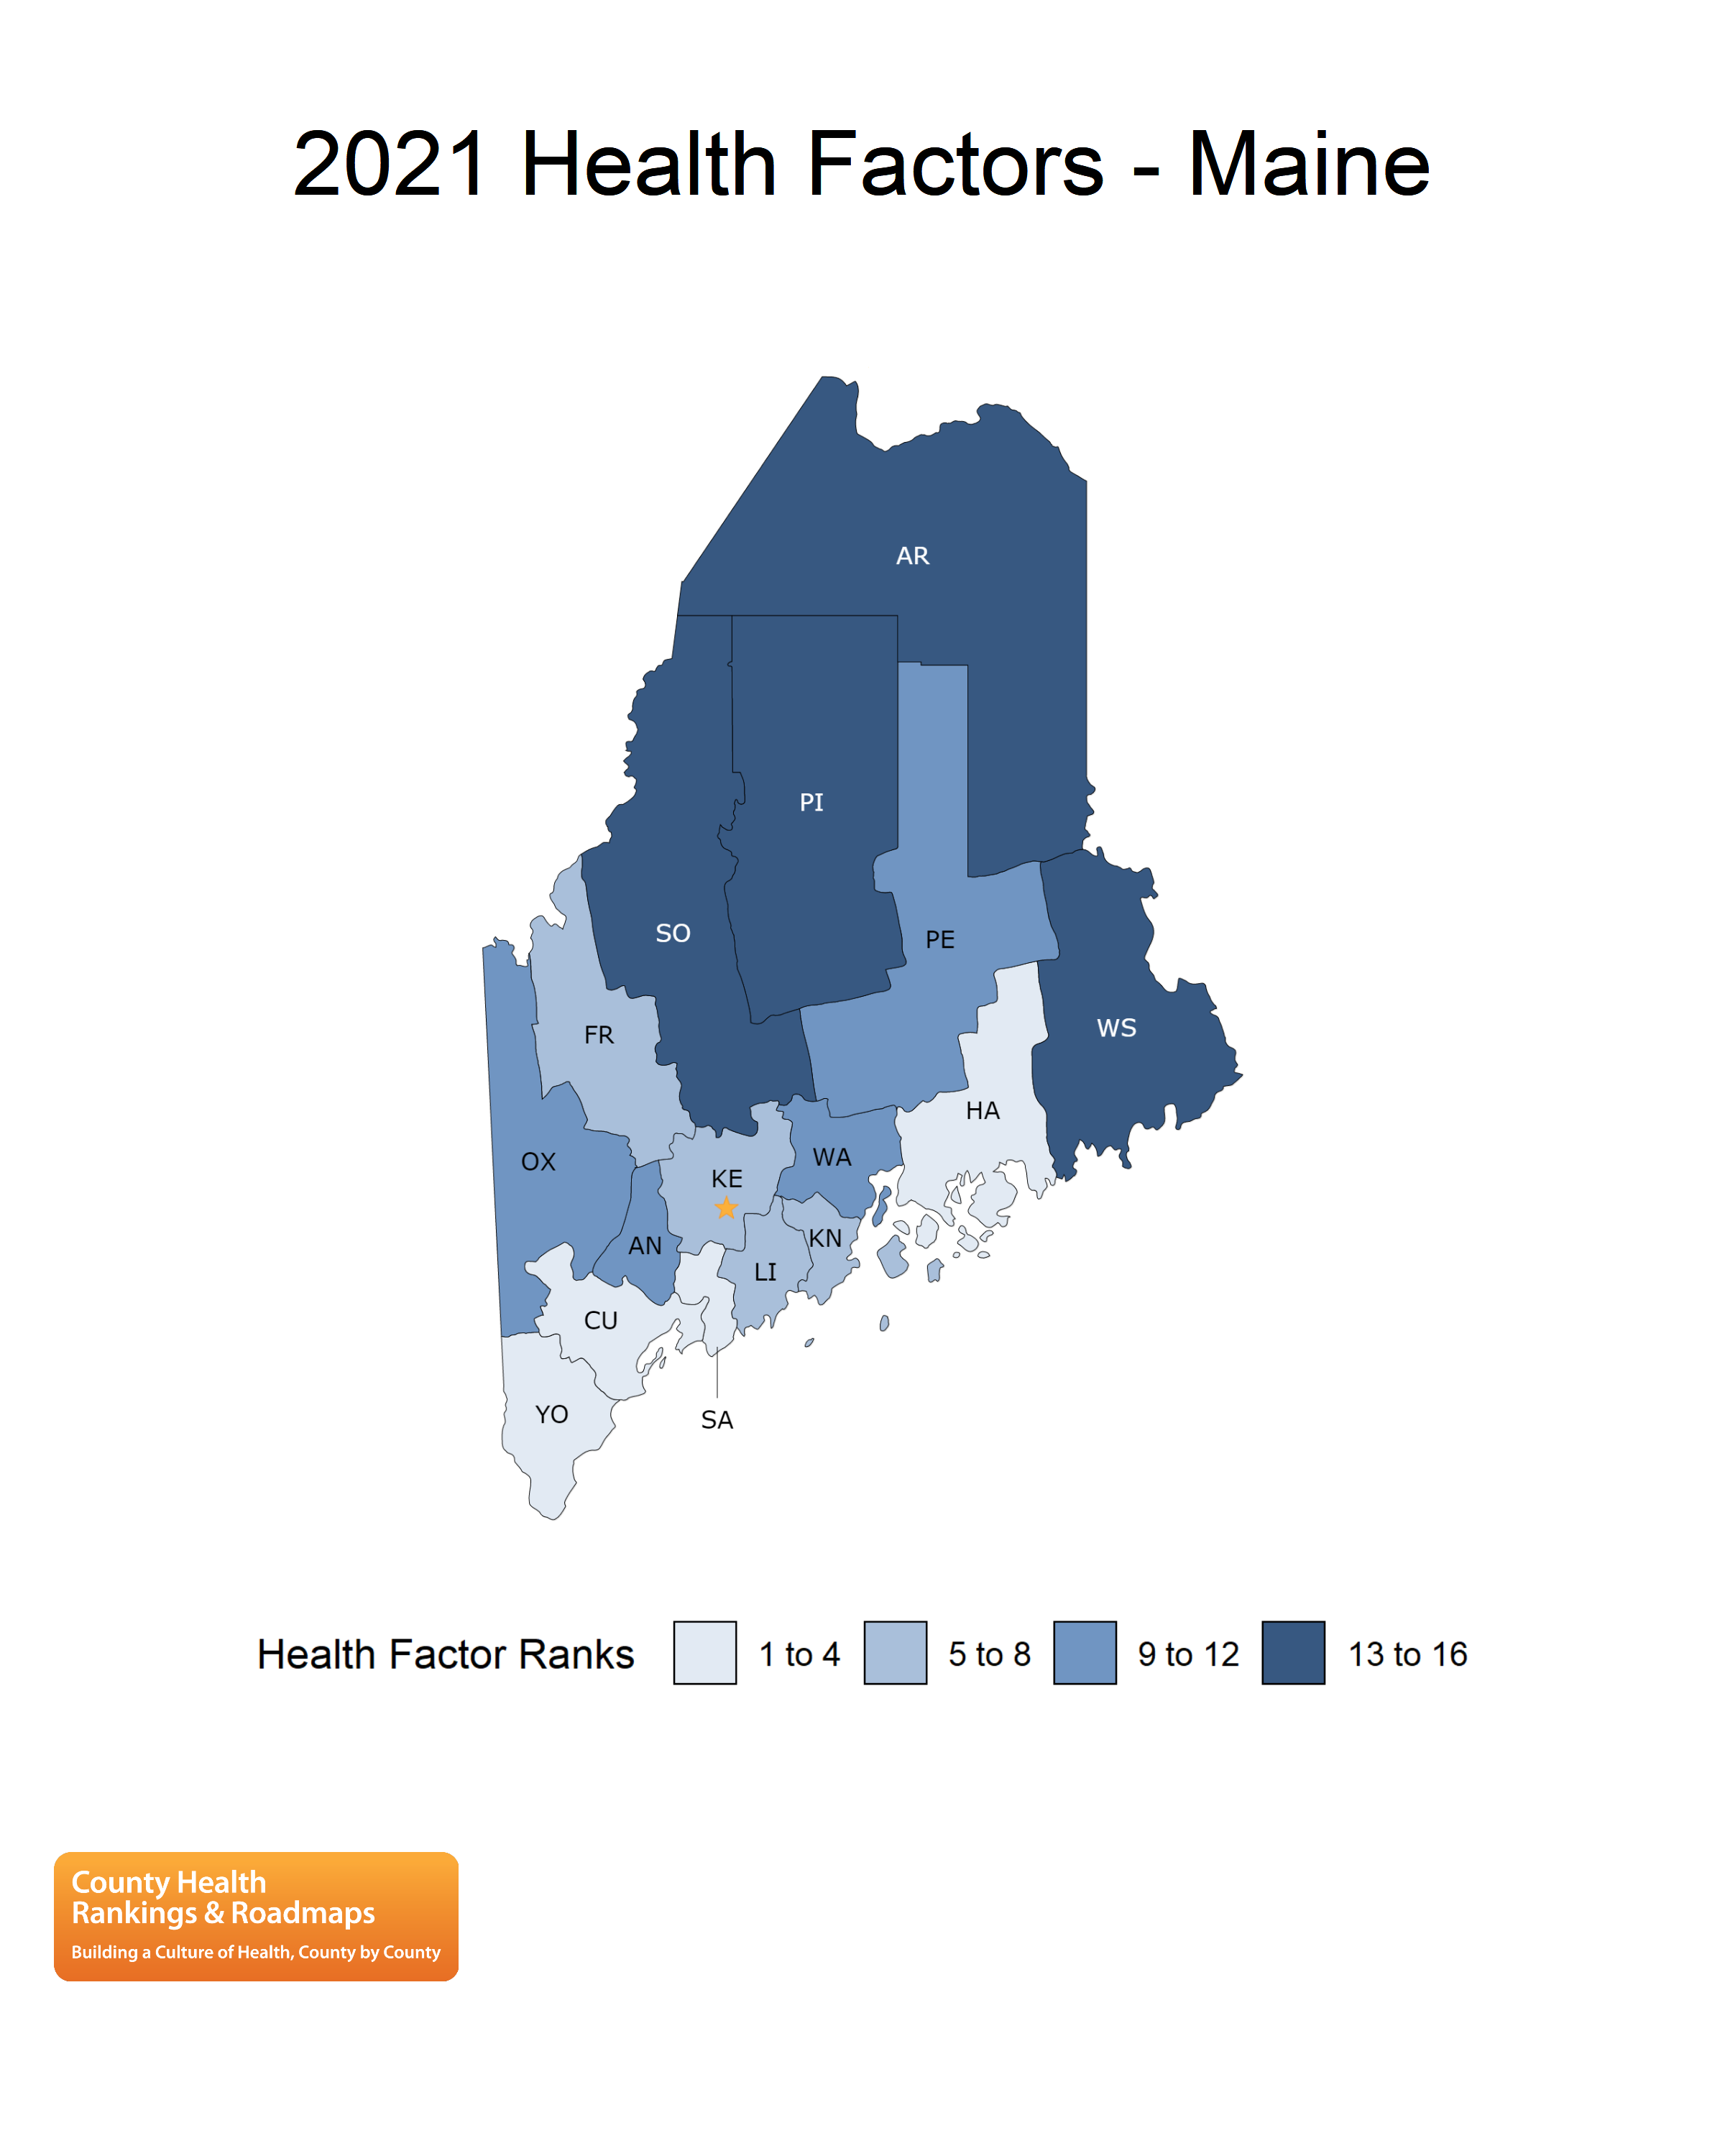 2021 Health Factors - Maine
AR
PI
SO
PE
FR
WS
HA
OX
WA
KE
KN
AN
LI
CU
YO
SA
Health Factor Ranks 1 to 4 5 to 8 9 to 12 13 to 16
County Health
Rankings & Roadmaps
Building a Culture of Health, County by County